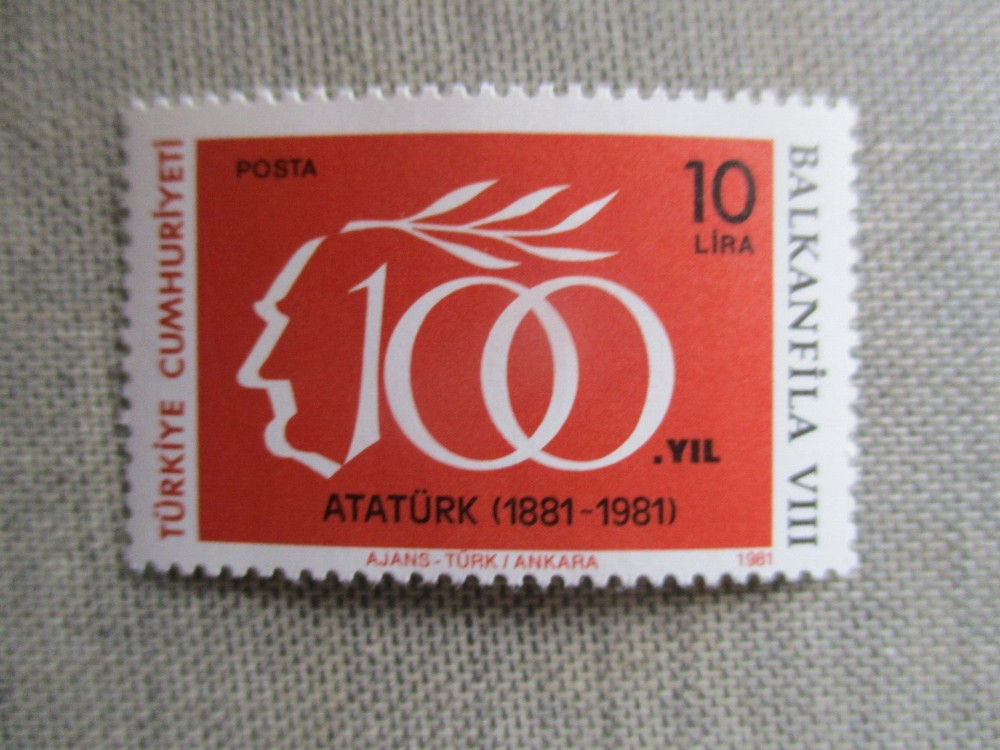 TÜRKİYE CUMHURİYETİ
POSTA
10
LİRA
BALKANFİLA VIII
100
.YIL
ATATÜRK (1881-1981)
AJANS-TÜRK / ANKARA
1981